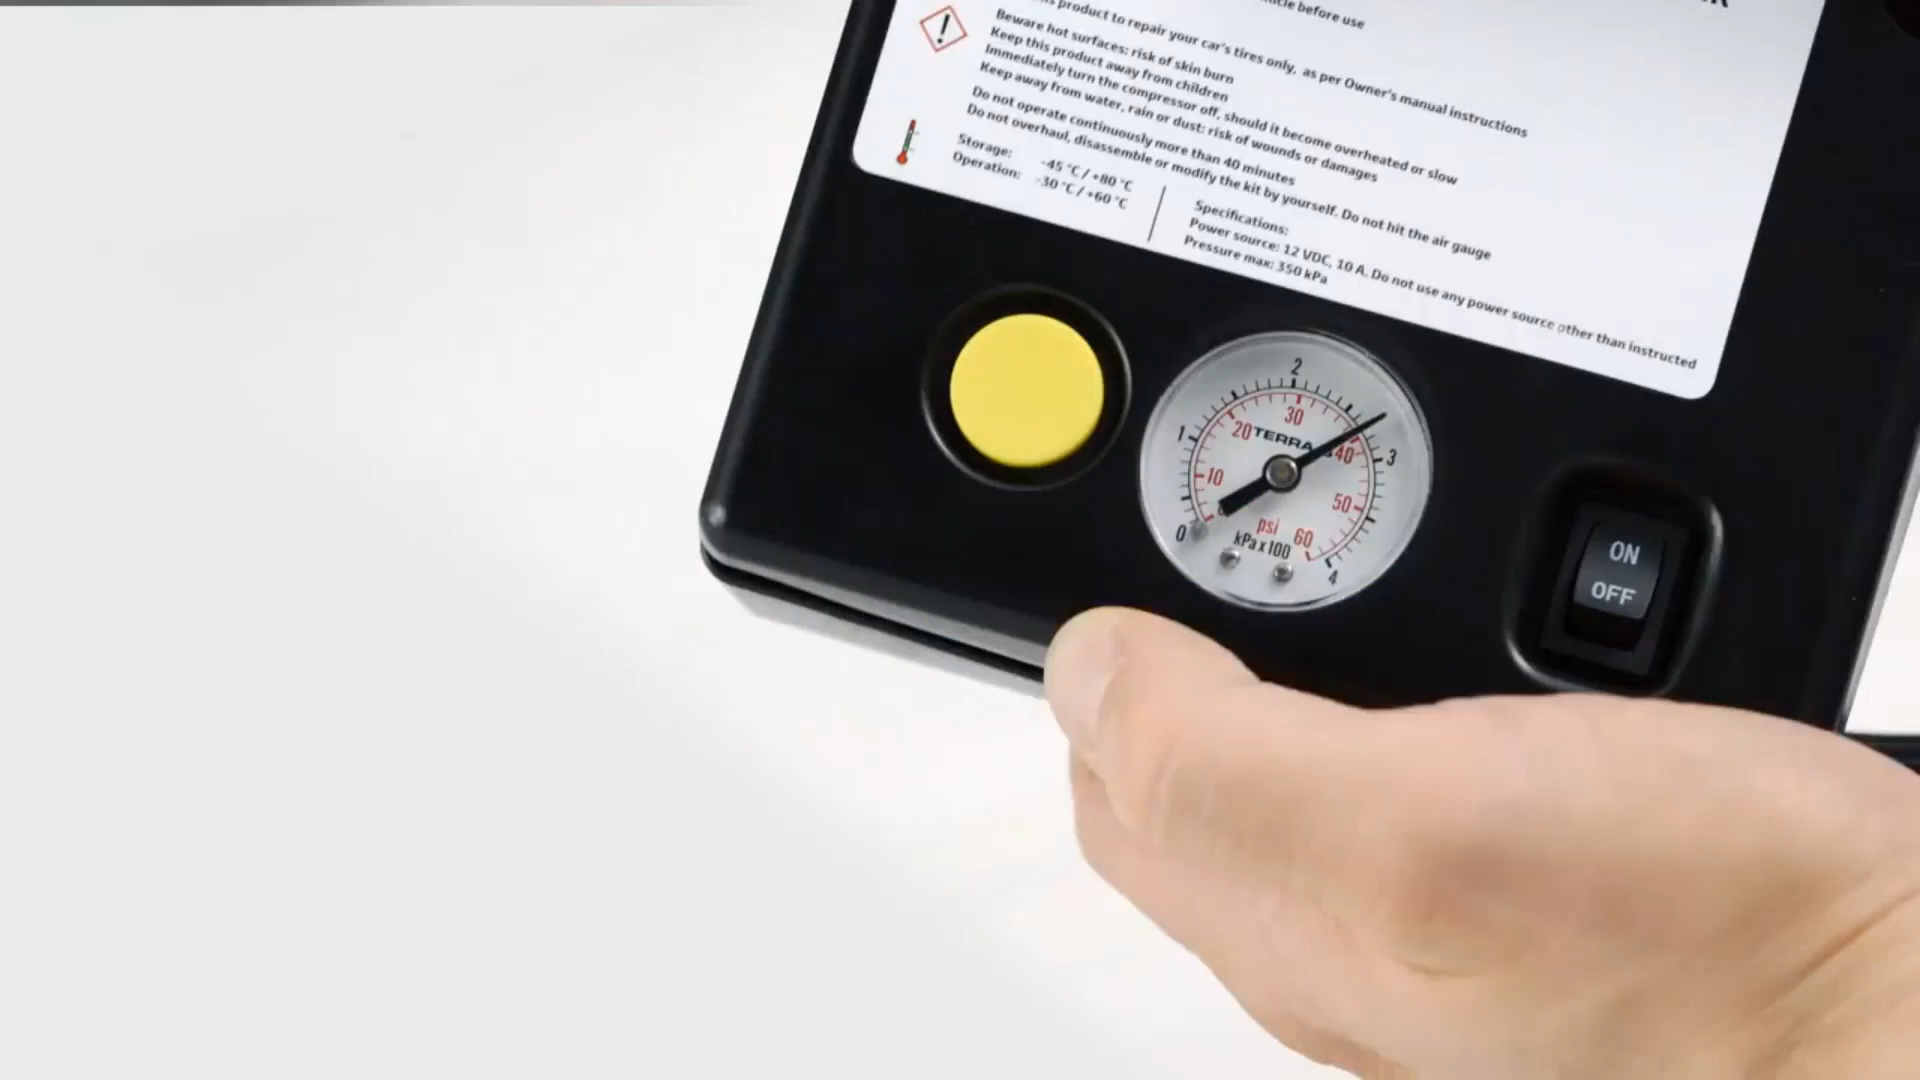 before use
product to repair your car's tires only, as per Owner's manual instructions
Beware hot surfaces: risk of skin burn
Keep this product away from children
Immediately turn the compressor off, should it become overheated or slow
Keep away from water, rain or dust: risk of wounds or damages
Do not operate continuously more than 40 minutes
Do not overhaul, disassemble or modify the kit by yourself. Do not hit the air gauge
Storage: -45 °C / +80 °C
Operation: -30 °C / +60 °C
Specifications:
Power source: 12 VDC, 10 A. Do not use any power source other than instructed
Pressure max: 350 kPa
0
1
2
3
4
10
20
30
40
50
60
TERRA
psi
kPa x 100
ON
OFF